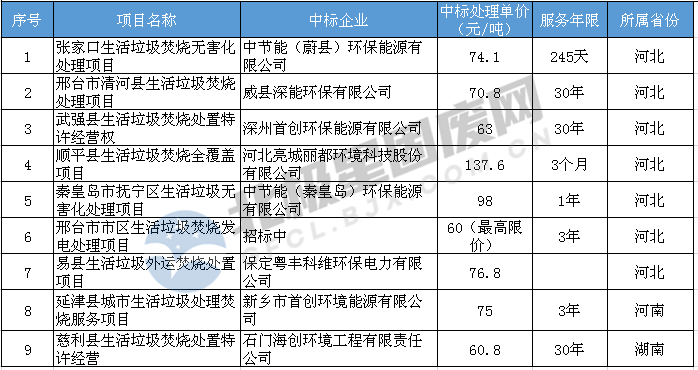 序号 项目名称 中标企业 中标处理单价（元/吨） 服务年限 所属省份
1 张家口生活垃圾焚烧无害化处理项目 中节能（蔚县）环保能源有限公司 74.1 245天 河北
2 邢台市清河县生活垃圾焚烧处理项目 威县深能环保有限公司 70.8 30年 河北
3 武强县生活垃圾焚烧处置特许经营权 深州首创环保能源有限公司 63 30年 河北
4 顺平县生活垃圾焚烧全覆盖项目 河北亮城丽都环境科技股份有限公司 137.6 3个月 河北
5 秦皇岛市抚宁区生活垃圾无害化处理项目 中节能（秦皇岛）环保能源有限公司 98 1年 河北
6 邢台市市区生活垃圾焚烧发电处理项目 招标中 60（最高限价） 3年 河北
7 易县生活垃圾外运焚烧处置项目 保定粤丰科维环保电力有限公司 76.8 河北
8 延津县城市生活垃圾处理焚烧服务项目 新乡市首创环境能源有限公司 75 3年 河南
9 慈利县生活垃圾焚烧处置特许经营 石门海创环境工程有限责任公司 60.8 30年 湖南
北极星固废网
GFCL.BJX.COM.CN